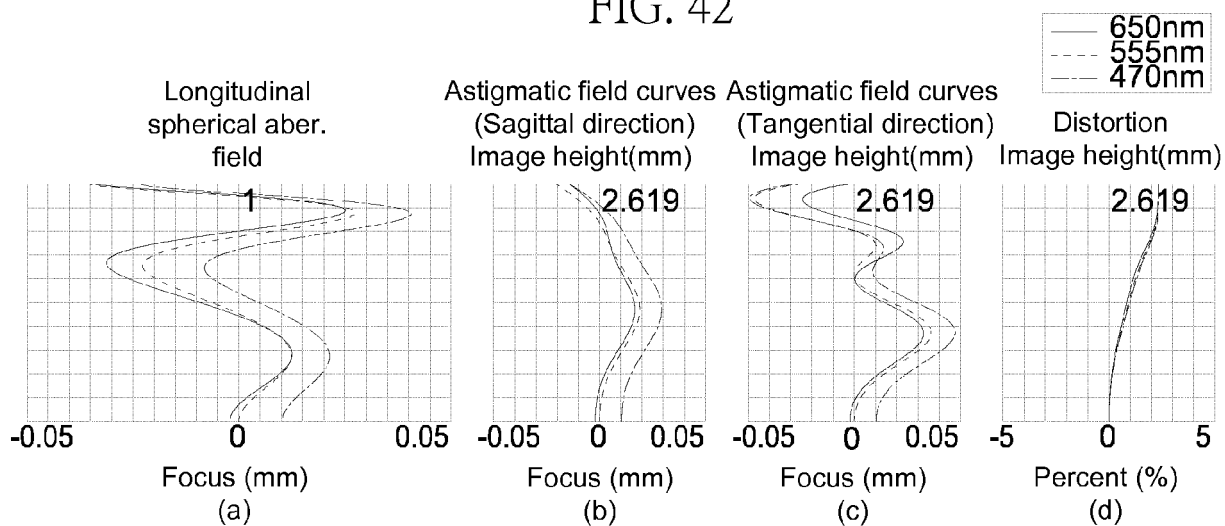 FIG. 42
650nm
555nm
470nm
Longitudinal
spherical aber.
field
1
-0.05 0 0.05
Focus (mm)
(a)
Astigmatic field curves
(Sagittal direction)
Image height(mm)
2.619
-0.05 0 0.05
Focus (mm)
(b)
Astigmatic field curves
(Tangential direction)
Image height(mm)
2.619
-0.05 0 0.05
Focus (mm)
(c)
Distortion
Image height(mm)
2.619
-5 0 5
Percent (%)
(d)